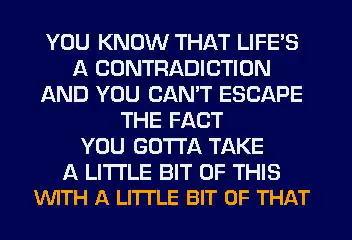 YOU KNOW THAT LIFE'S
A CONTRADICTION
AND YOU CAN'T ESCAPE
THE FACT
YOU GOTTA TAKE
A LITTLE BIT OF THIS
WITH A LITTLE BIT OF THAT